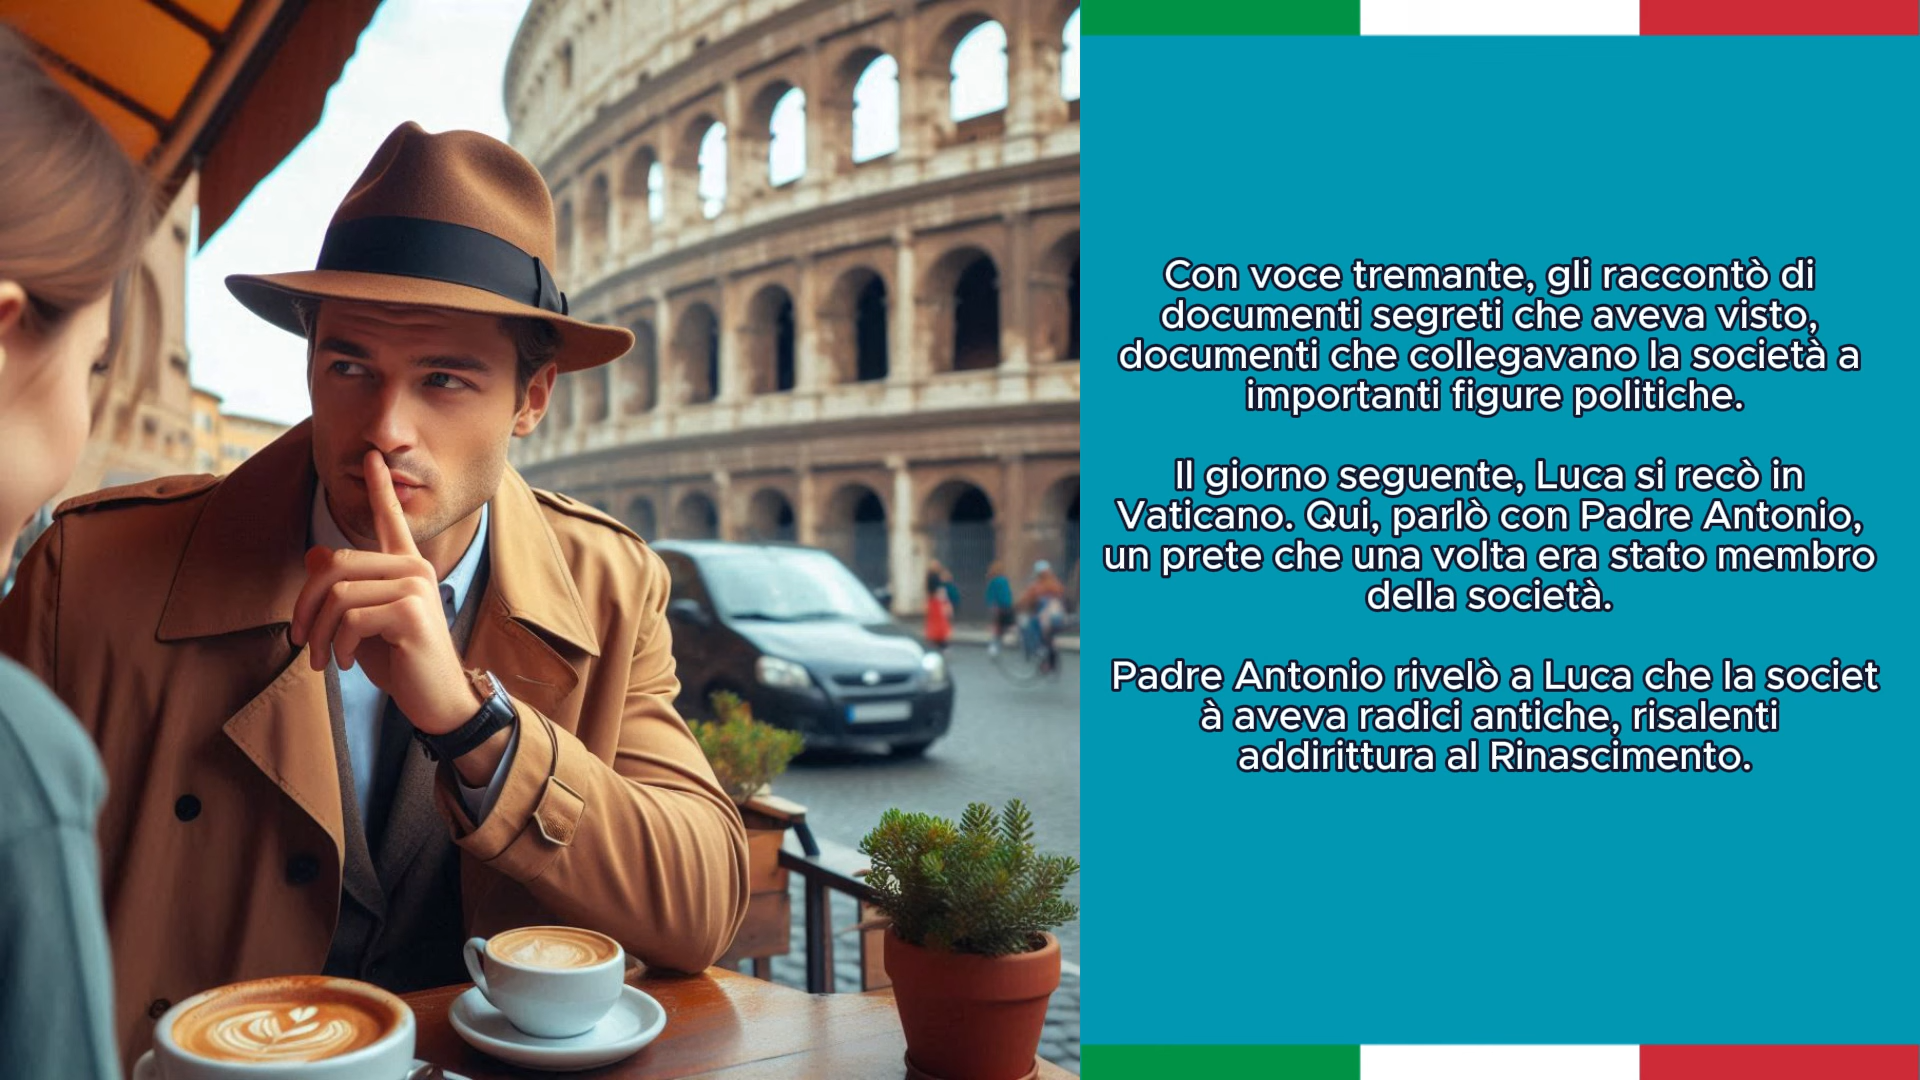 Con voce tremante, gli raccontò di
documenti segreti che aveva visto,
documenti che collegavano la società a
importanti figure politiche.
Il giorno seguente, Luca si recò in
Vaticano. Qui, parlò con Padre Antonio,
un prete che una volta era stato membro
della società.
Padre Antonio rivelò a Luca che la societ
à aveva radici antiche, risalenti
addirittura al Rinascimento.